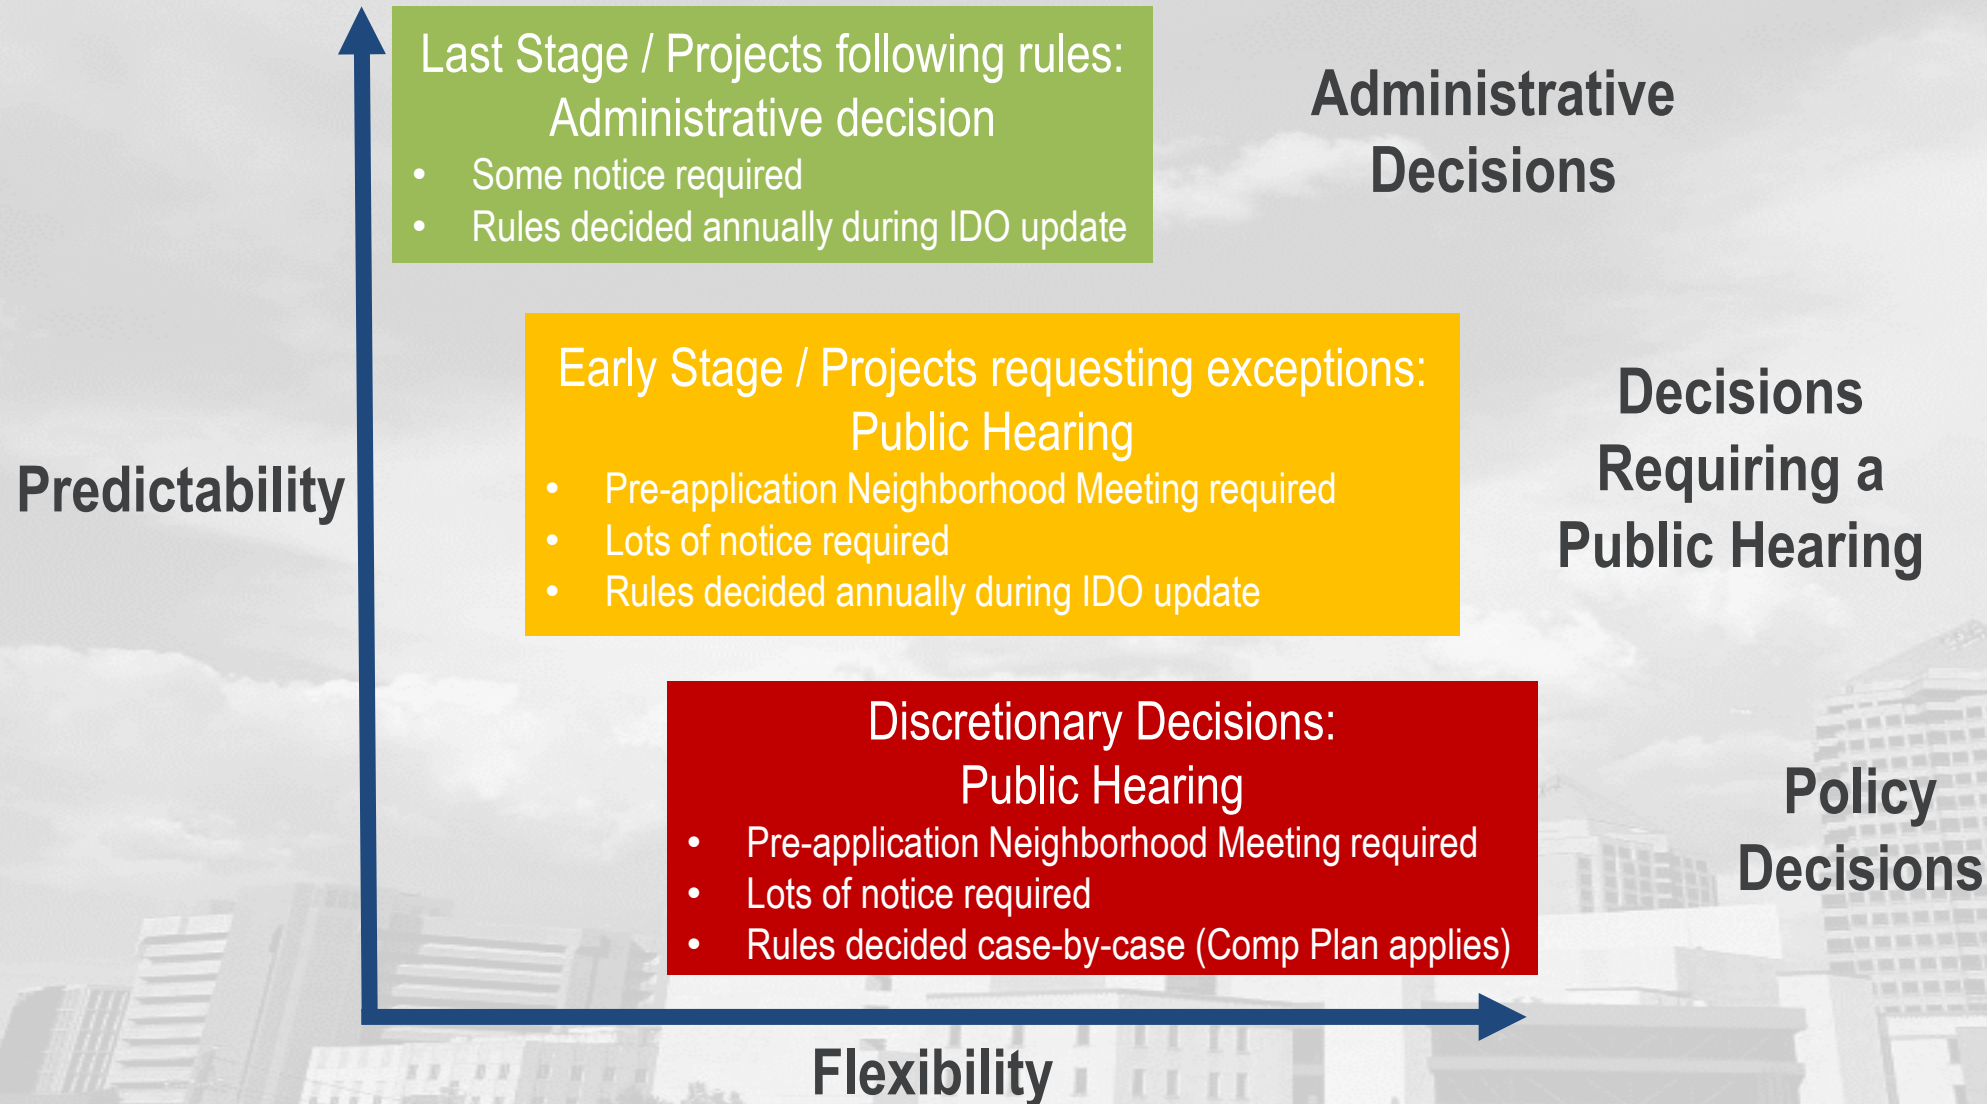 Last Stage / Projects following rules:
Administrative decision
• Some notice required
• Rules decided annually during IDO update
Administrative
Decisions
Predictability
Early Stage / Projects requesting exceptions:
Public Hearing
• Pre-application Neighborhood Meeting required
• Lots of notice required
• Rules decided annually during IDO update
Decisions
Requiring a
Public Hearing
Discretionary Decisions:
Public Hearing
• Pre-application Neighborhood Meeting required
• Lots of notice required
• Rules decided case-by-case (Comp Plan applies)
Policy
Decisions
Flexibility